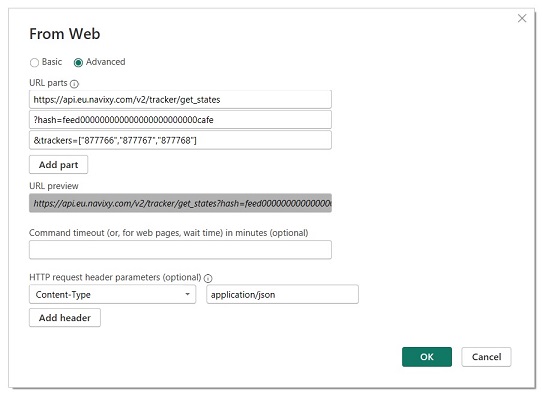 From Web
Basic Advanced
URL parts
https://api.eu.navixy.com/v2/tracker/get_states
?hash=feed000000000000000000000000cafe
&trackers=["877766","877767","877768"]
Add part
URL preview
https://api.eu.navixy.com/v2/tracker/get_states?hash=feed00000000000000
Command timeout (or, for web pages, wait time) in minutes (optional)
HTTP request header parameters (optional)
Content-Type application/json
Add header
OK Cancel